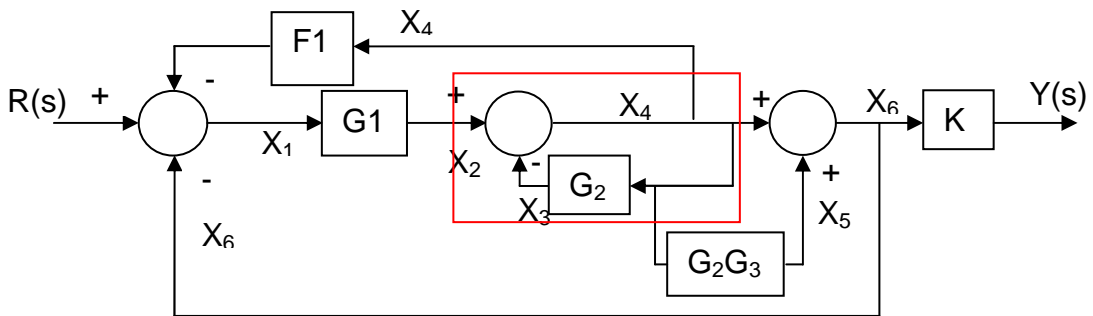 X₄
F1
-
R(s)
+
X₁
G1
+
X₂
X₄
-
G₂
X₃
+
+
X₅
G₂G₃
X₆
K
Y(s)
-
X₆